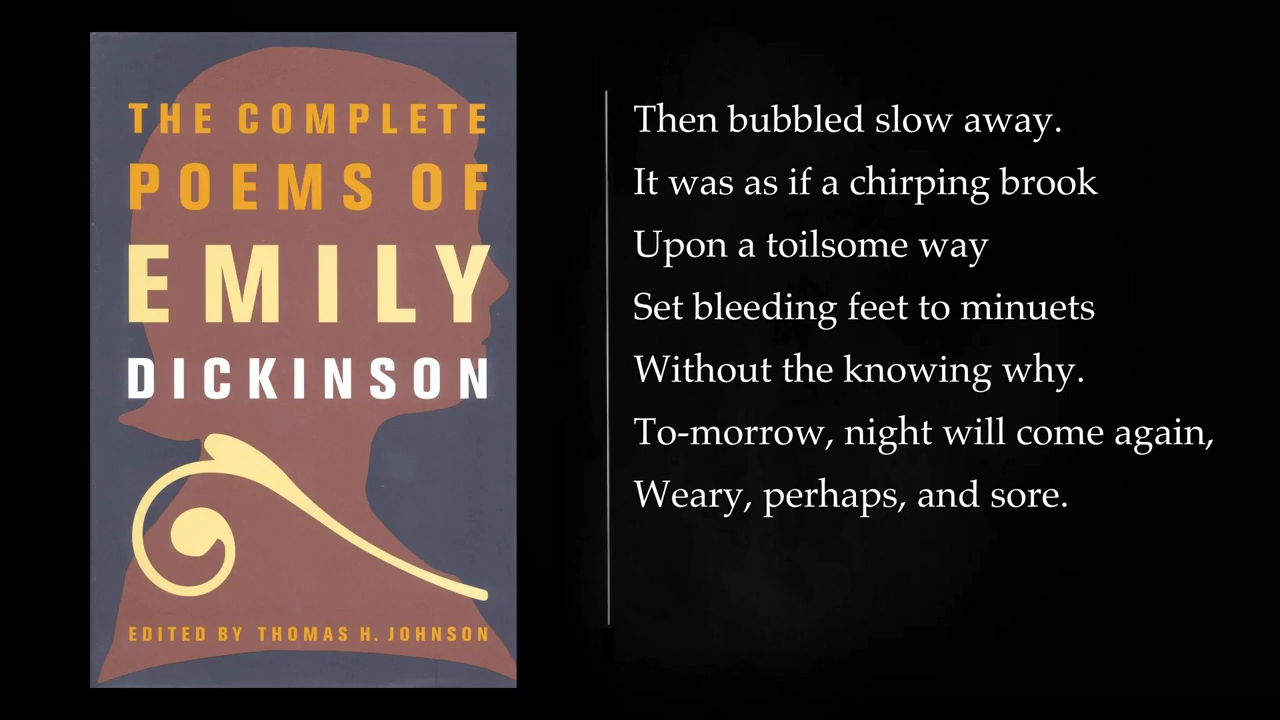 THE COMPLETE
POEMS OF
EMILY
DICKINSON
EDITED BY THOMAS H. JOHNSON
Then bubbled slow away.
It was as if a chirping brook
Upon a toilsome way
Set bleeding feet to minuets
Without the knowing why.
To-morrow, night will come again,
Weary, perhaps, and sore.